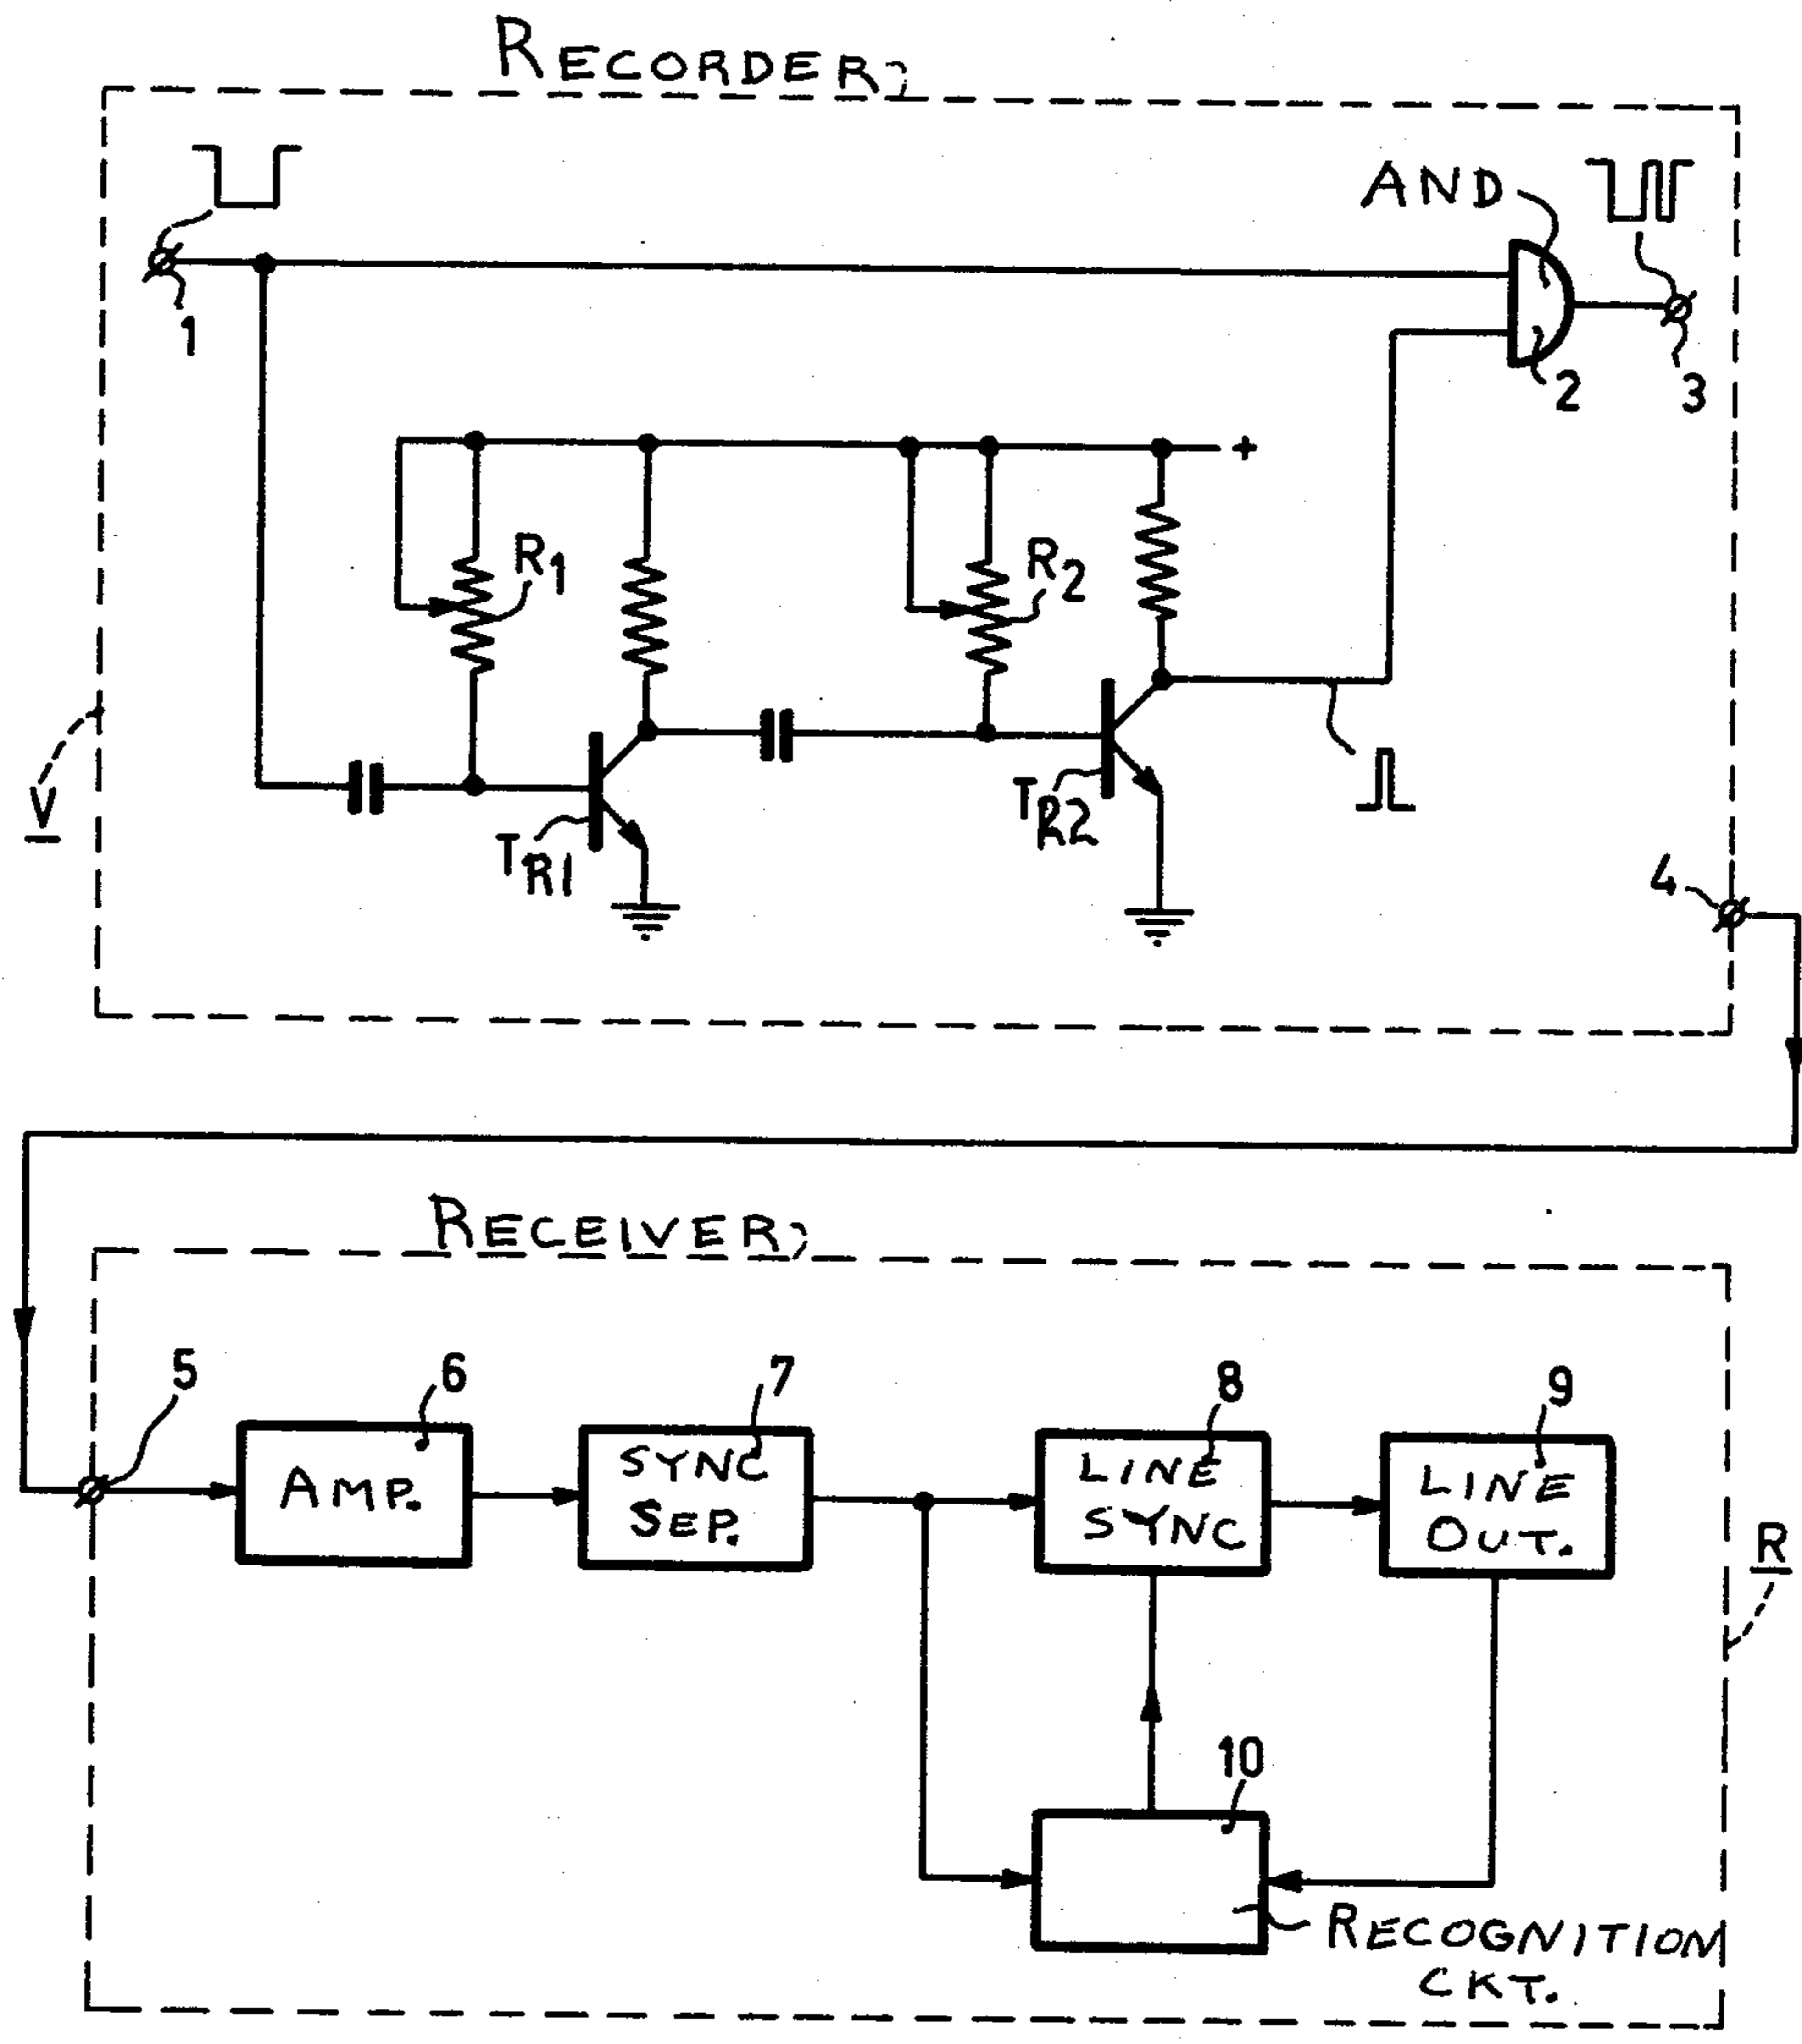 RECORDER
AND
1
2
3
+
R1
R2
V
TR1
TR2
4
RECEIVER
5
6
7
8
9
AMP.
SYNC
SEP.
LINE
SYNC
LINE
OUT.
R
10
RECOGNITION
CKT.